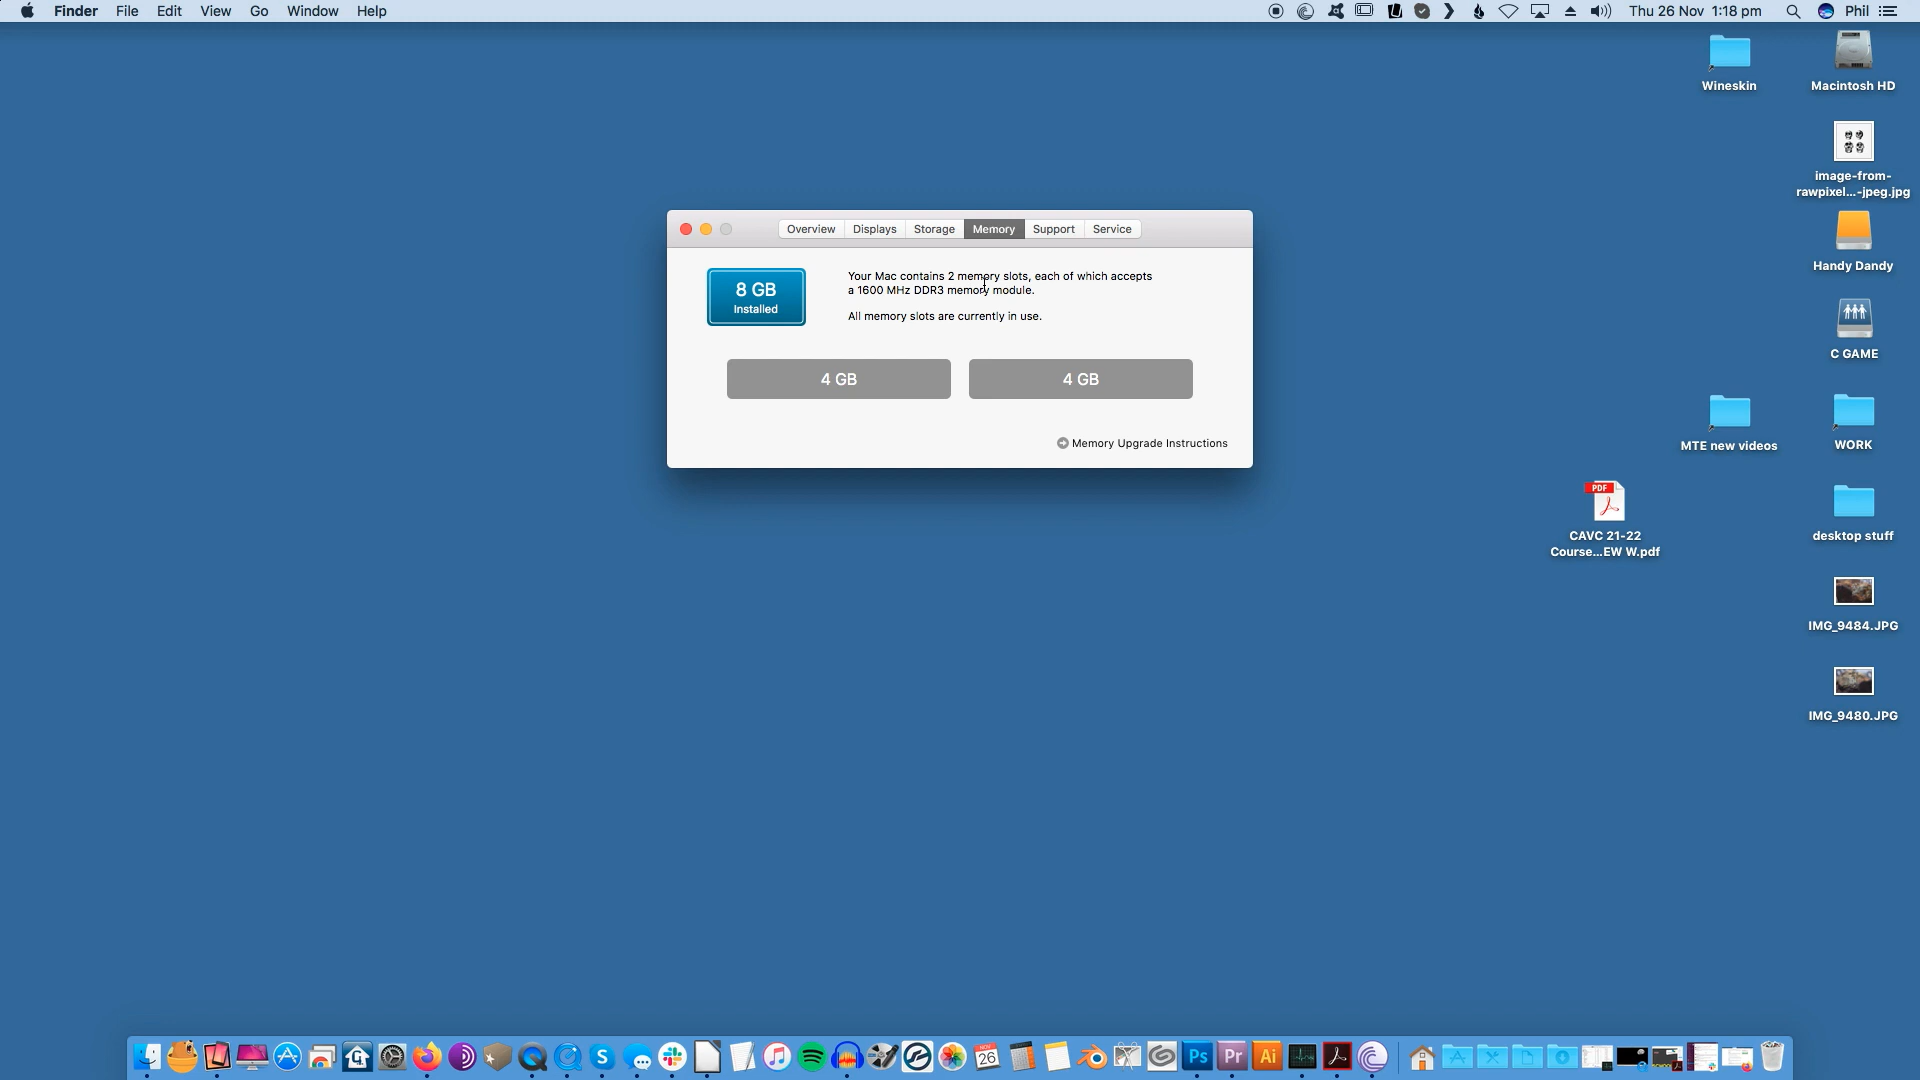 Finder File Edit View Go Window Help
Thu 26 Nov 1:18 pm Phil
Wineskin
Macintosh HD
image-from-
rawpixel...-jpeg.jpg
Handy Dandy
C GAME
MTE new videos
WORK
PDF
CAVC 21-22
Course...EW W.pdf
desktop stuff
IMG_9484.JPG
IMG_9480.JPG
Overview Displays Storage Memory Support Service
8 GB
Installed
Your Mac contains 2 memory slots, each of which accepts
a 1600 MHz DDR3 memory module.
All memory slots are currently in use.
4 GB
4 GB
Memory Upgrade Instructions
NOV
26
Ps Pr Ai